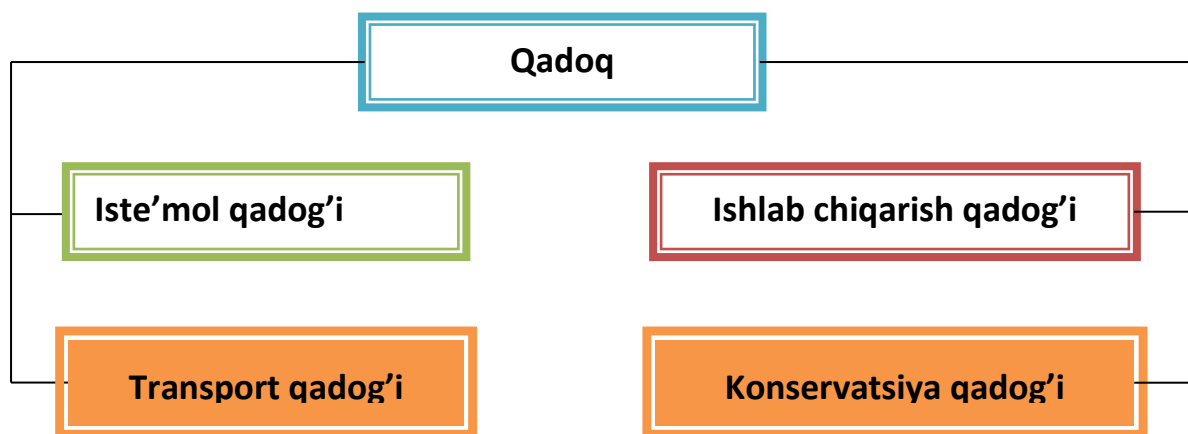 Qadoq
Iste’mol qadog’i
Ishlab chiqarish qadog’i
Transport qadog’i
Konservatsiya qadog’i